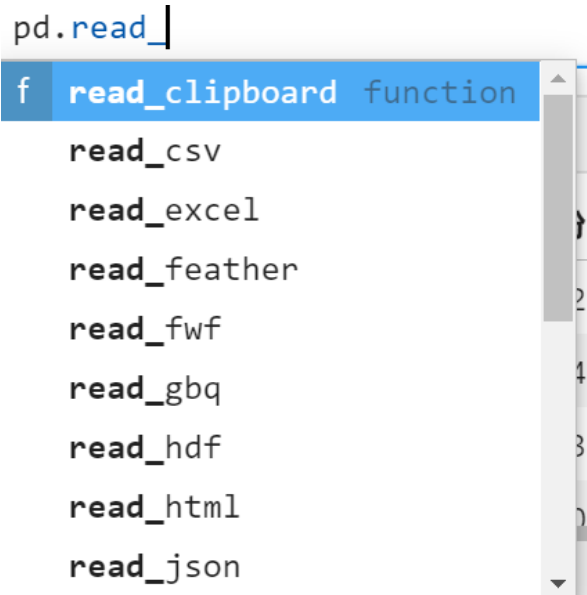 pd.read_
f read_clipboard function
read_csv
read_excel
read_feather
read_fwf
read_gbq
read_hdf
read_html
read_json